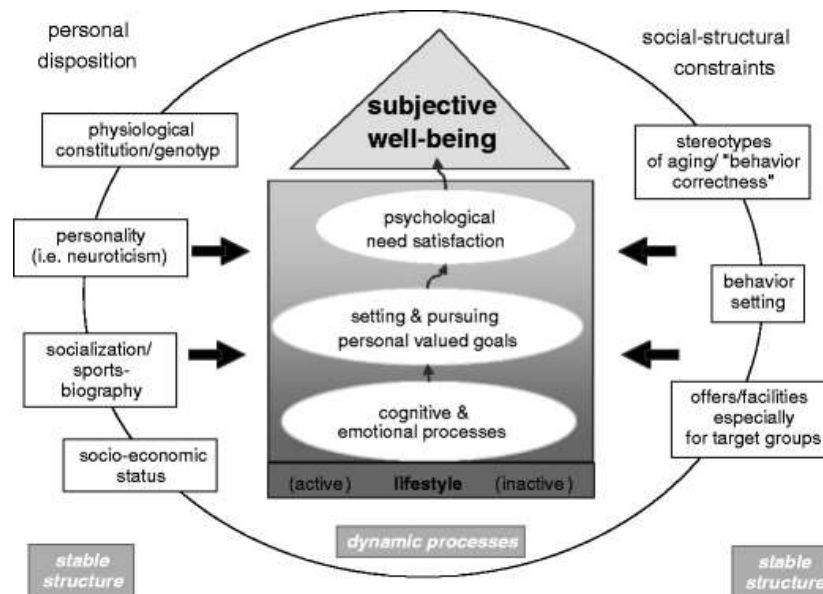 personal
disposition
social-structural
constraints
physiological
constitution/genotyp
personality
(i.e. neuroticism)
socialization/
sports-
biography
socio-economic
status
subjective
well-being
psychological
need satisfaction
setting & pursuing
personal valued goals
cognitive &
emotional processes
(active) lifestyle (inactive)
stereotypes
of aging/ "behavior
correctness"
behavior
setting
offers/facilities
especially
for target groups
stable
structure
dynamic processes
stable
structure